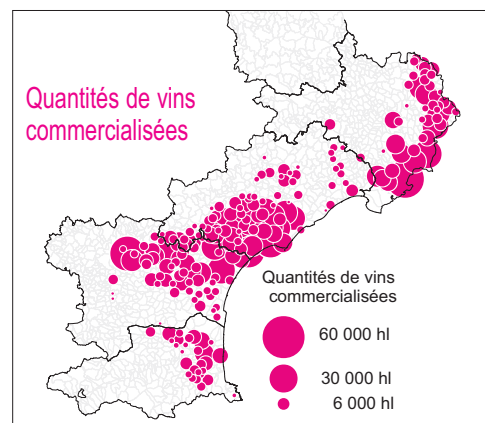 Quantités de vins
commercialisées
Quantités de vins
commercialisées
60 000 hl
30 000 hl
6 000 hl